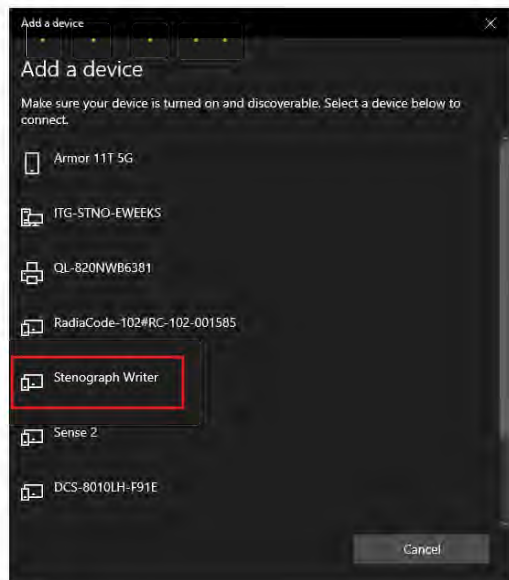 Add a device
Add a device
Make sure your device is turned on and discoverable. Select a device below to
connect.
Armor 11T 5G
ITG-STNO-EWEEKS
QL-820NWB6381
RadiaCode-102#RC-102-001585
Stenograph Writer
Sense 2
DCS-8010LH-F91E
Cancel